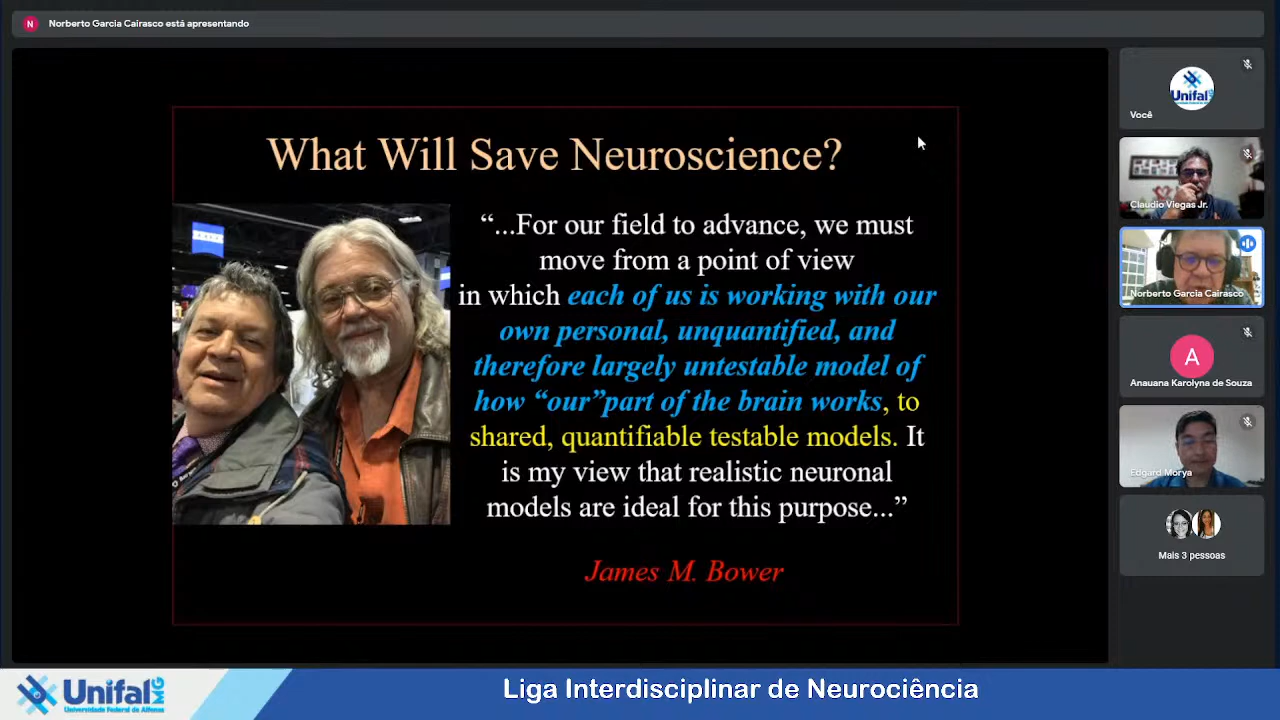 N
Norberto Garcia Cairasco está apresentando
What Will Save Neuroscience?
“...For our field to advance, we must
move from a point of view
in which each of us is working with our
own personal, unquantified, and
therefore largely untestable model of
how “our”part of the brain works, to
shared, quantifiable testable models. It
is my view that realistic neuronal
models are ideal for this purpose...”
James M. Bower
Unifal
Você
Claudio Viegas Jr.
Norberto Garcia Cairasco
A
Anauana Karolyna de Souza
Edgard Morya
Mais 3 pessoas
Unifal MG
Universidade Federal de Alfenas
Liga Interdisciplinar de Neurociência